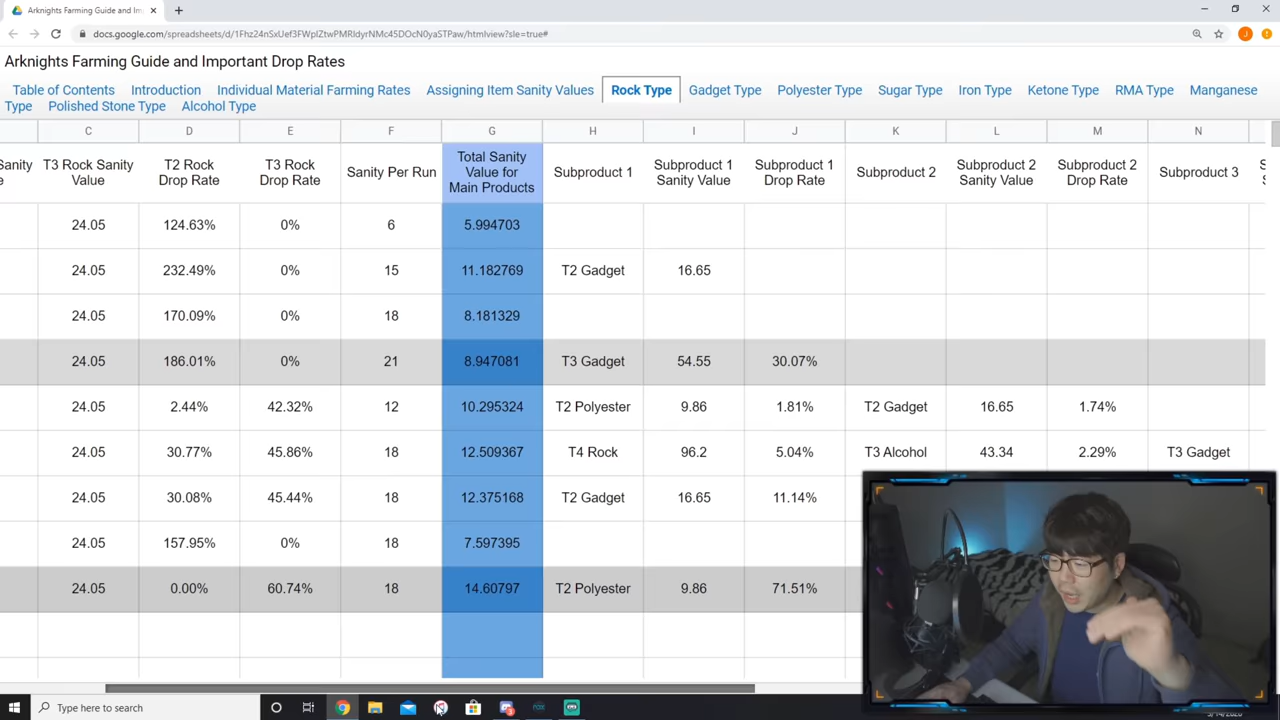 Arknights Farming Guide and Im
docs.google.com/spreadsheets/d/1Fhz24nSxUef3FWpIZtwPMRIdyrNMc45DOcN0yaSTPaw/htmlview?sle=true#
J
Arknights Farming Guide and Important Drop Rates
Table of Contents Introduction Individual Material Farming Rates Assigning Item Sanity Values Rock Type Gadget Type Polyester Type Sugar Type Iron Type Ketone Type RMA Type Manganese
Type Polished Stone Type Alcohol Type
C D E F G H I J K L M N
Sanity T3 Rock Sanity Value T2 Rock Drop Rate T3 Rock Drop Rate Sanity Per Run Total Sanity Value for Main Products Subproduct 1 Subproduct 1 Sanity Value Subproduct 1 Drop Rate Subproduct 2 Subproduct 2 Sanity Value Subproduct 2 Drop Rate Subproduct 3
24.05 124.63% 0% 6 5.994703
24.05 232.49% 0% 15 11.182769 T2 Gadget 16.65
24.05 170.09% 0% 18 8.181329
24.05 186.01% 0% 21 8.947081 T3 Gadget 54.55 30.07%
24.05 2.44% 42.32% 12 10.295324 T2 Polyester 9.86 1.81% T2 Gadget 16.65 1.74%
24.05 30.77% 45.86% 18 12.509367 T4 Rock 96.2 5.04% T3 Alcohol 43.34 2.29% T3 Gadget
24.05 30.08% 45.44% 18 12.375168 T2 Gadget 16.65 11.14%
24.05 157.95% 0% 18 7.597395
24.05 0.00% 60.74% 18 14.60797 T2 Polyester 9.86 71.51%
Type here to search